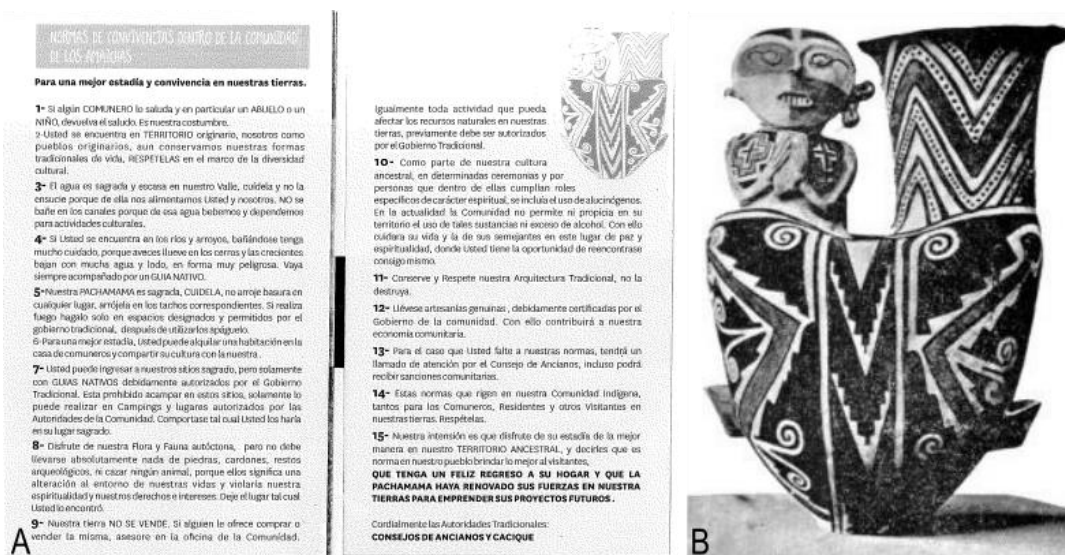 NORMAS DE CONVIVENCIAS DENTRO DE LA COMUNIDAD
DE LOS AMAICHAS
Para una mejor estadía y convivencia en nuestras tierras.
1- Si algún COMUNERO lo saluda y en particular un ABUELO o un
NIÑO, devuelva el saludo. Es nuestra costumbre.
2-Usted se encuentra en TERRITORIO originario, nosotros como
pueblos originarios, aun conservamos nuestras formas
tradicionales de vida, RESPETELAS en el marco de la diversidad
cultural.
3- El agua es sagrada y escasa en nuestro Valle, cuídela y no la
ensucie porque de ella nos alimentamos Usted y nosotros. NO se
bañe en los canales porque de esa agua bebemos y dependemos
para actividades culturales.
4- Si Usted se encuentra en los ríos y arroyos, bañándose tenga
mucho cuidado, porque aveces llueve en los cerros y las crecientes
bajan con mucha agua y lodo, en forma muy peligrosa. Vaya
siempre acompañado por un GUIA NATIVO.
5-Nuestra PACHAMAMA es sagrada, CUIDELA, no arroje basura en
cualquier lugar, arrójela en los tachos correspondientes. Si realiza
fuego hagalo solo en espacios designados y permitidos por el
gobierno tradicional, después de utilizarlos apáguelo.
6-Para una mejor estadía, Usted puede alquilar una habitación en la
casa de comuneros y compartir su cultura con la nuestra .
7- Usted puede ingresar a nuestros sitios sagrado, pero solamente
con GUIAS NATIVOS debidamente autorizados por el Gobierno
Tradicional. Esta prohibido acampar en estos sitios, solamente lo
puede realizar en Campings y lugares autorizados por las
Autoridades de la Comunidad. Comportase tal cual Usted los haría
en su lugar sagrado.
8- Disfrute de nuestra Flora y Fauna autóctona, pero no debe
llevarse absolutamente nada de piedras, cardones, restos
arqueológicos, ni cazar ningún animal, porque ellos significa una
alteración al entorno de nuestras vidas y violaría nuestra
espiritualidad y nuestros derechos e intereses. Deje el lugar tal cual
Usted lo encontró.
9- Nuestra tierra NO SE VENDE. Si alguien le ofrece comprar o
vender la misma, asesore en la oficina de la Comunidad.
A
Igualmente toda actividad que pueda
afectar los recursos naturales en nuestras
tierras, previamente debe ser autorizados
por el Gobierno Tradicional.
10- Como parte de nuestra cultura
ancestral, en determinadas ceremonias y por
personas que dentro de ellas cumplían roles
específicos de carácter espiritual, se incluía el uso de alucinógenos.
En la actualidad la Comunidad no permite ni propicia en su
territorio el uso de tales sustancias ni exceso de alcohol. Con ello
cuidara su vida y la de sus semejantes en este lugar de paz y
espiritualidad, donde Usted tiene la oportunidad de reencontrase
consigo mismo.
11- Conserve y Respete nuestra Arquitectura Tradicional, no la
destruya.
12- Llévese artesanías genuinas , debidamente certificadas por el
Gobierno de la comunidad. Con ello contribuirá a nuestra
economía comunitaria.
13- Para el caso que Usted falte a nuestras normas, tendrá un
llamado de atención por el Consejo de Ancianos, incluso podrá
recibir sanciones comunitarias.
14- Estas normas que rigen en nuestra Comunidad Indígena,
tantos para los Comuneros, Residentes y otros Visitantes en
nuestras tierras. Respételas.
15- Nuestra intensión es que disfrute de su estadía de la mejor
manera en nuestro TERRITORIO ANCESTRAL, y decirles que es
norma en nuestro pueblo brindar lo mejor al visitantes,
QUE TENGA UN FELIZ REGRESO A SU HOGAR Y QUE LA
PACHAMAMA HAYA RENOVADO SUS FUERZAS EN NUESTRA
TIERRAS PARA EMPRENDER SUS PROYECTOS FUTUROS .
Cordialmente las Autoridades Tradicionales:
CONSEJOS DE ANCIANOS Y CACIQUE
B